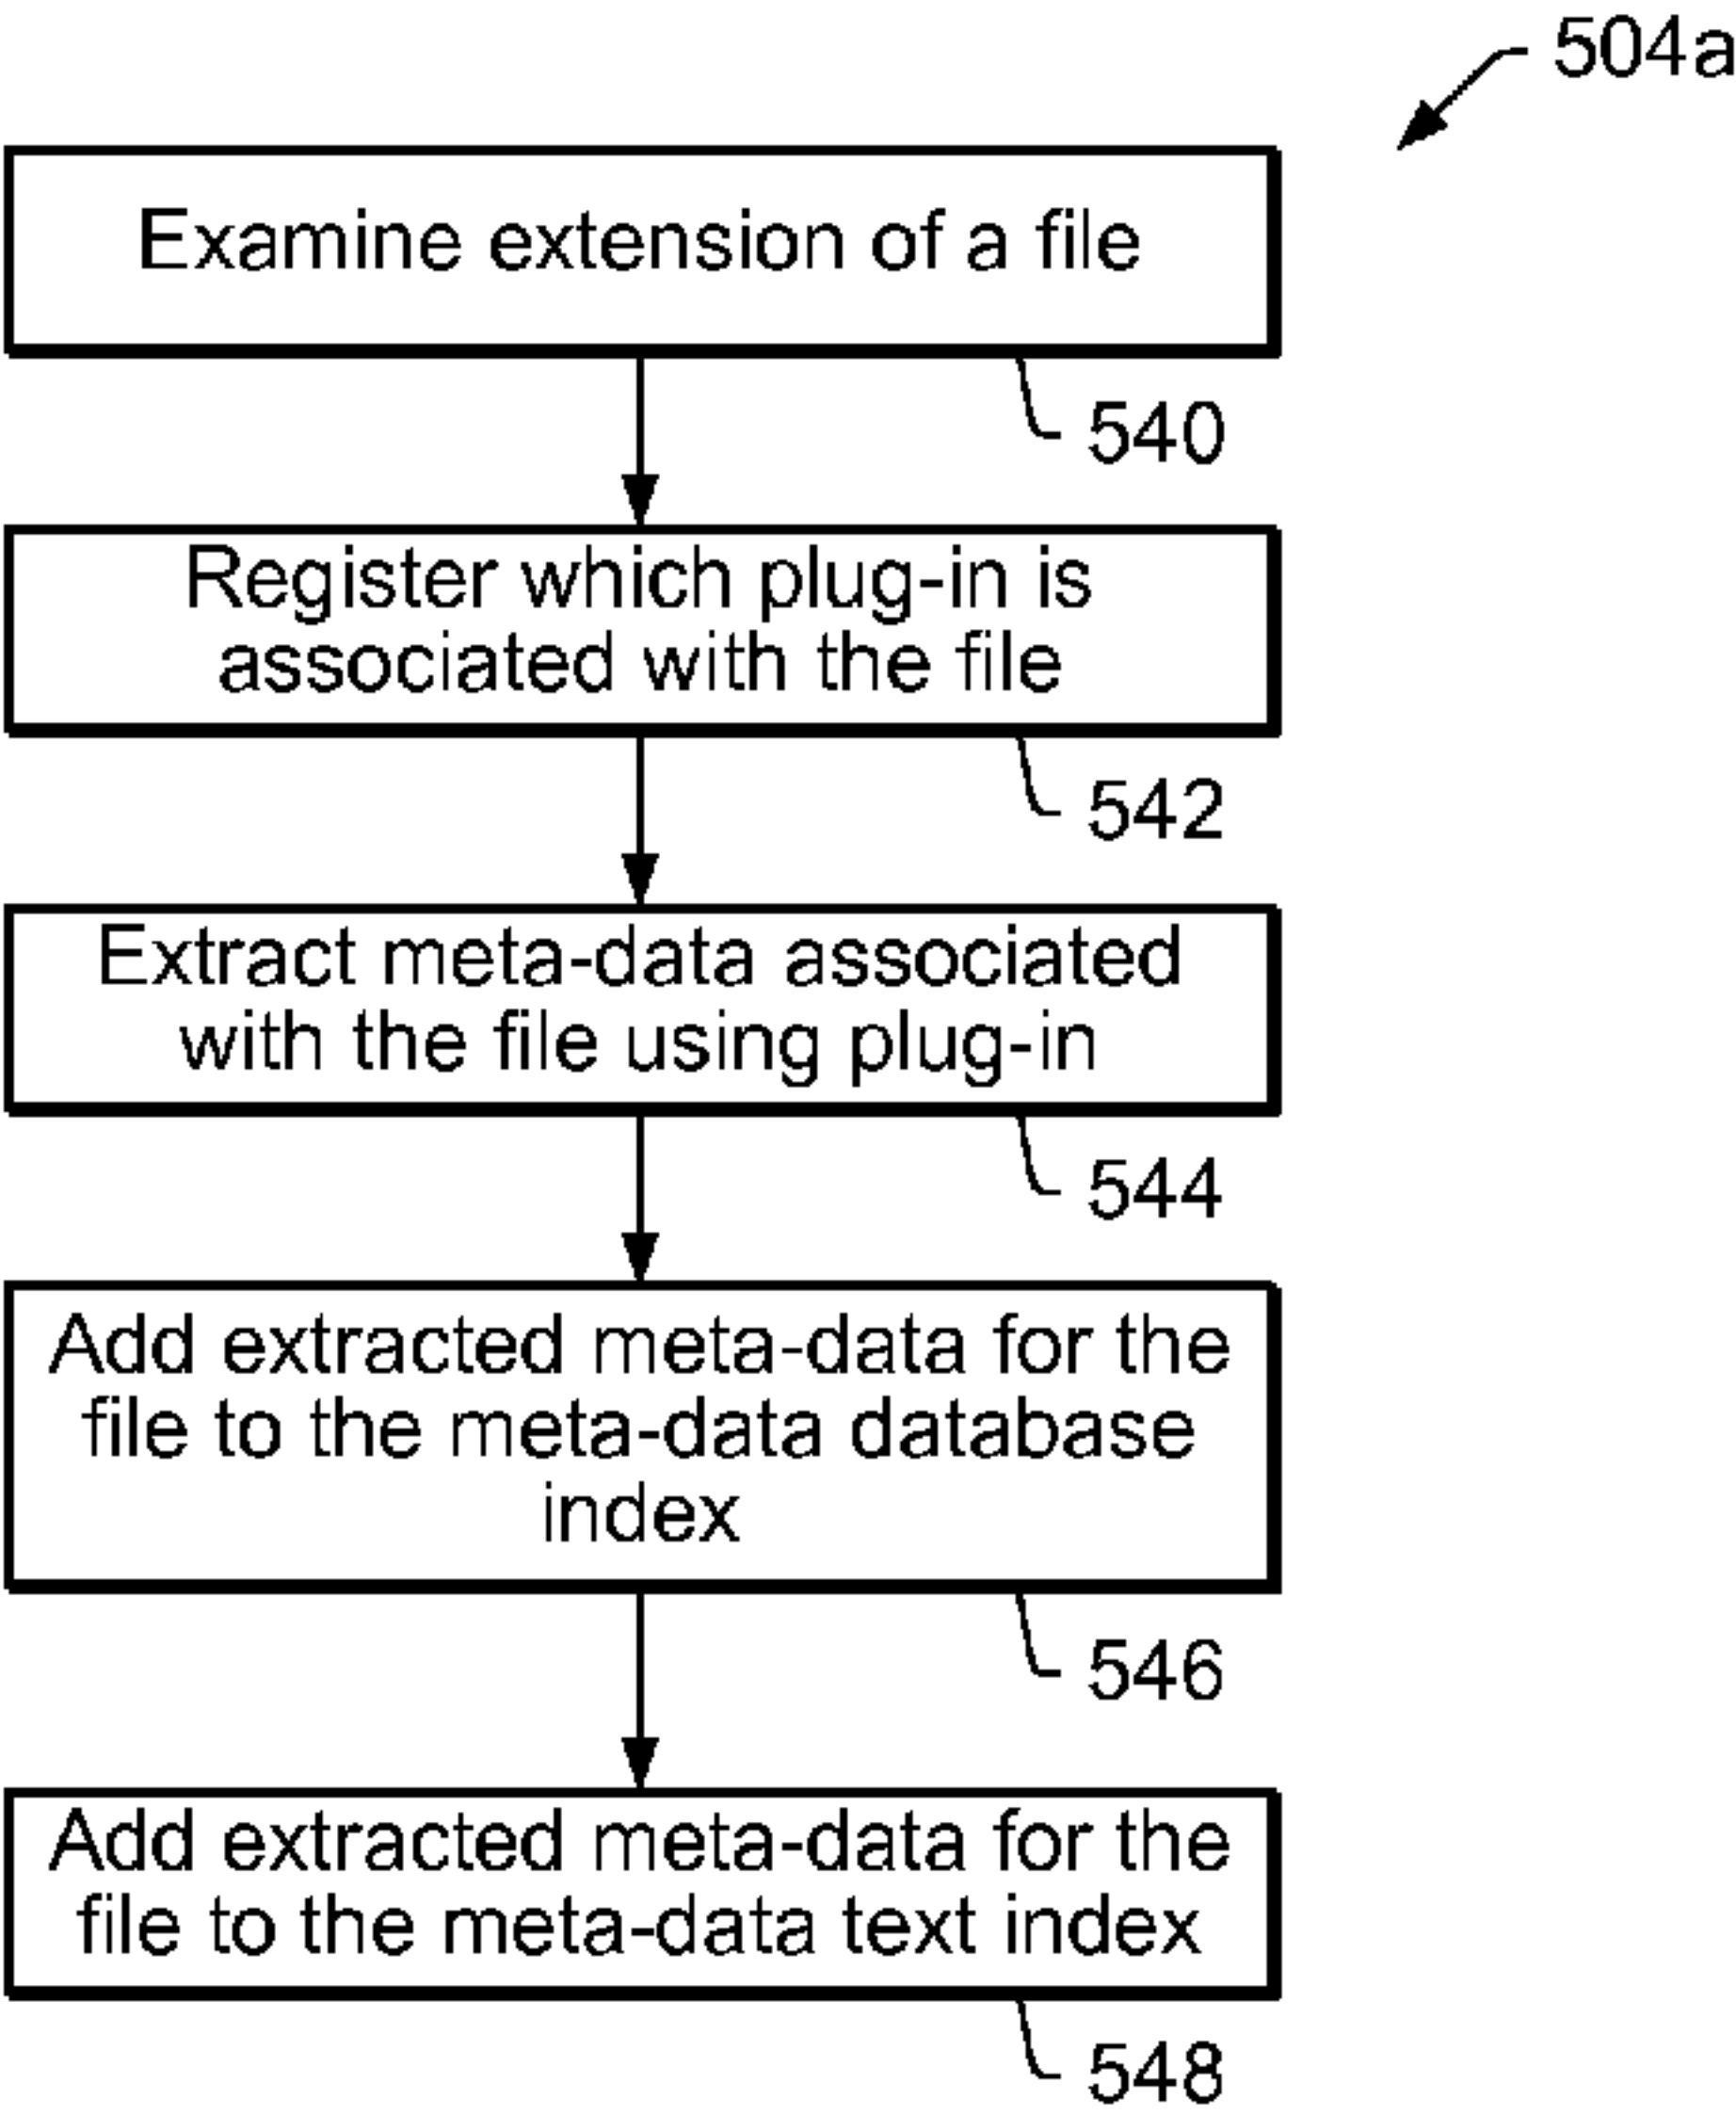 504a
Examine extension of a file
540
Register which plug-in is
associated with the file
542
Extract meta-data associated
with the file using plug-in
544
Add extracted meta-data for the
file to the meta-data database
index
546
Add extracted meta-data for the
file to the meta-data text index
548